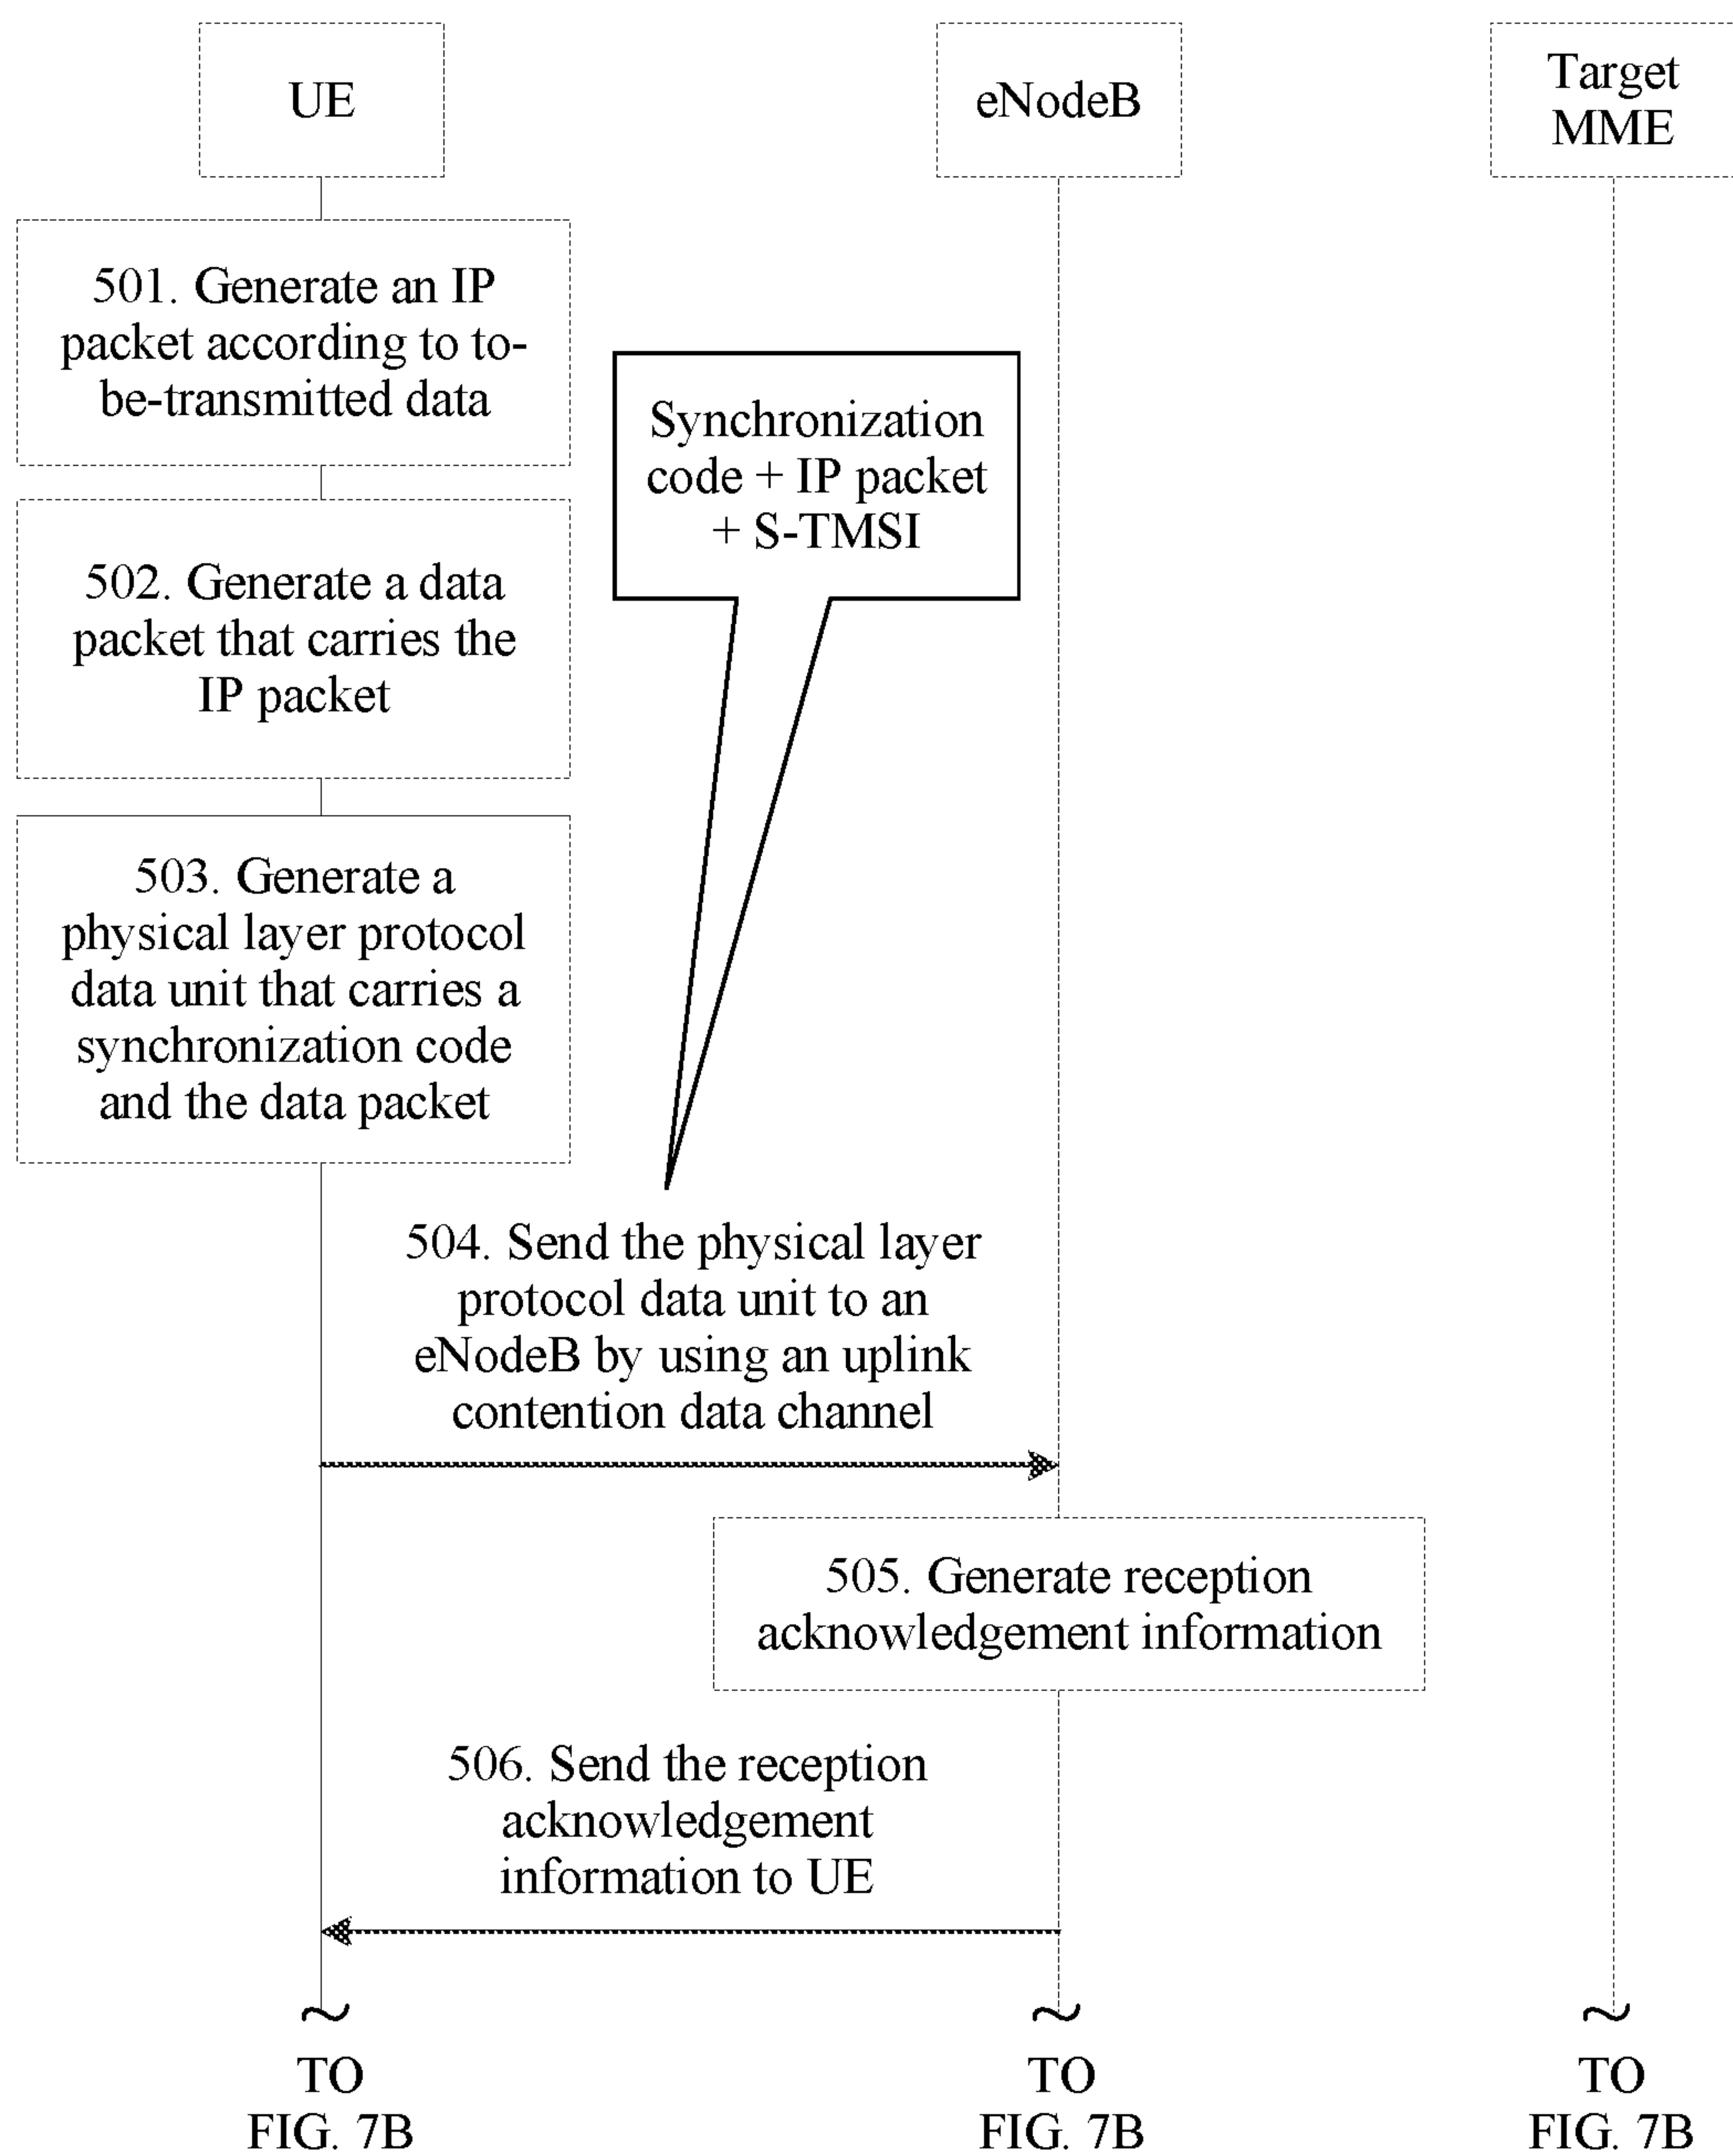 UE
eNodeB
Target
MME
501. Generate an IP
packet according to to-
be-transmitted data
Synchronization
code + IP packet
+ S-TMSI
502. Generate a data
packet that carries the
IP packet
503. Generate a
physical layer protocol
data unit that carries a
synchronization code
and the data packet
504. Send the physical layer
protocol data unit to an
eNodeB by using an uplink
contention data channel
505. Generate reception
acknowledgement information
506. Send the reception
acknowledgement
information to UE
TO
FIG. 7B
TO
FIG. 7B
TO
FIG. 7B